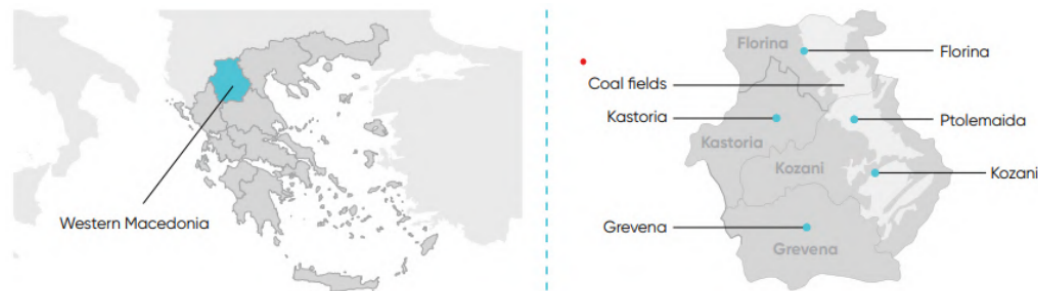 Western Macedonia
Florina
Florina
Coal fields
Kastoria
Ptolemaida
Kastoria
Kozani
Kozani
Grevena
Grevena